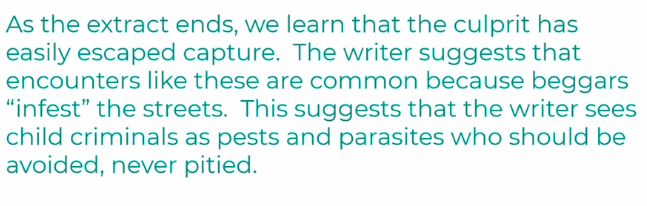 As the extract ends, we learn that the culprit has
easily escaped capture.  The writer suggests that
encounters like these are common because beggars
“infest” the streets.  This suggests that the writer sees
child criminals as pests and parasites who should be
avoided, never pitied.